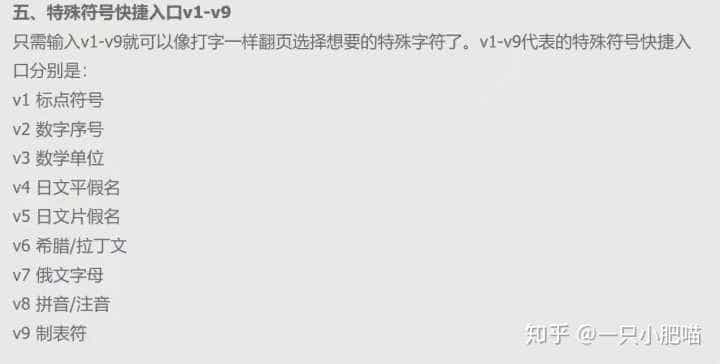 五、特殊符号快捷入口v1-v9
只需输入v1-v9就可以像打字一样翻页选择想要的特殊字符了。v1-v9代表的特殊符号快捷入
口分别是：
v1 标点符号
v2 数字序号
v3 数学单位
v4 日文平假名
v5 日文片假名
v6 希腊/拉丁文
v7 俄文字母
v8 拼音/注音
v9 制表符
知乎 @一只小肥喵